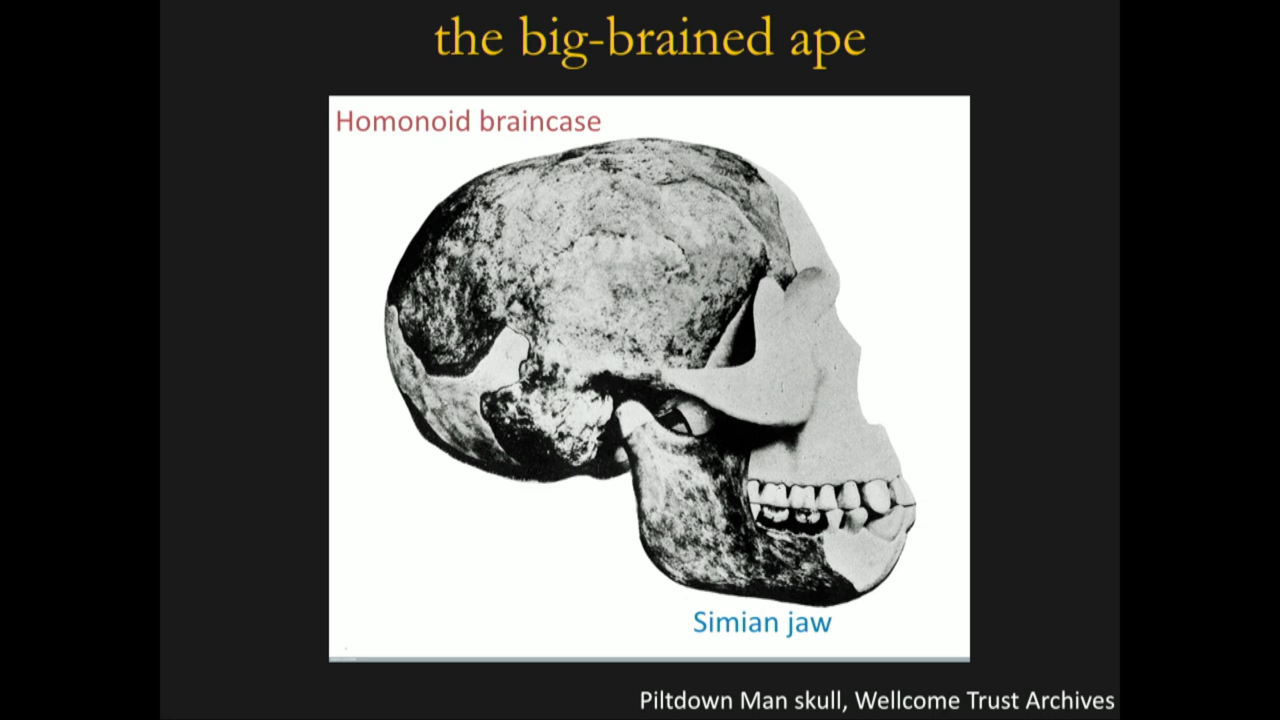 the big-brained ape
Homonoid braincase
Simian jaw
Piltdown Man skull, Wellcome Trust Archives